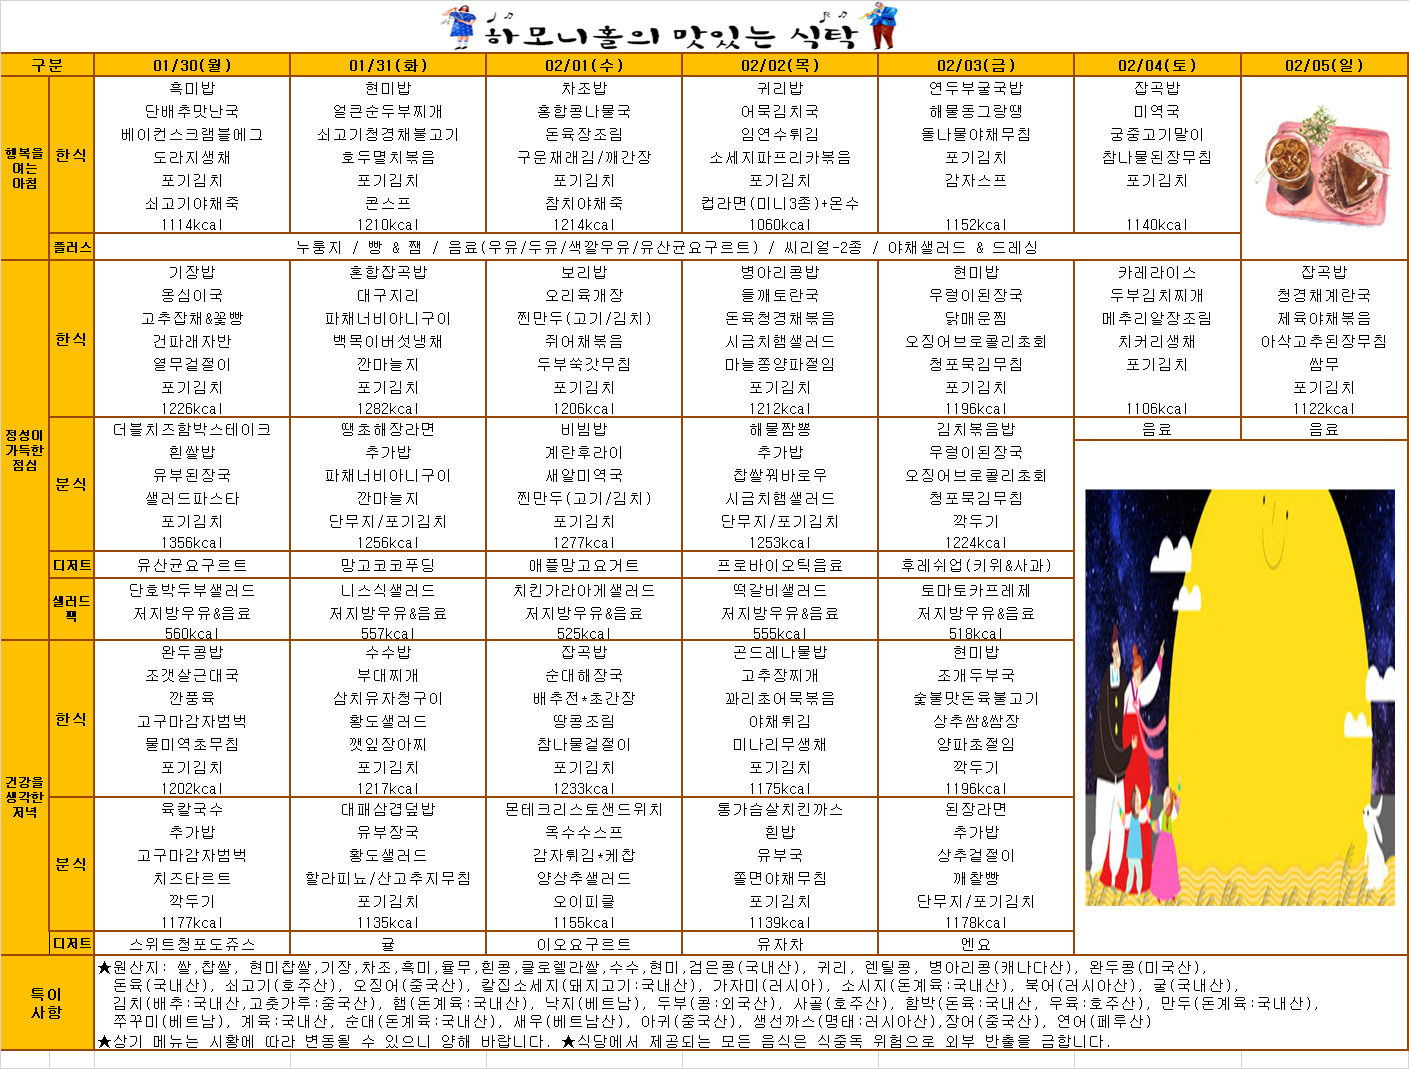 하모니홀의 맛있는 식탁
구분 01/30(월) 01/31(화) 02/01(수) 02/02(목) 02/03(금) 02/04(토) 02/05(일)
행복을 여는 아침
한식
흑미밥 현미밥 차조밥 귀리밥 연두부굴국밥 잡곡밥
단배추맛난국 얼큰순두부찌개 홍합콩나물국 어묵김치국 해물동그랑땡 미역국
베이컨스크램블에그 쇠고기청경채불고기 돈육장조림 임연수튀김 돌나물야채무침 궁중고기말이
도라지생채 호두멸치볶음 구운재래김/깨간장 소세지파프리카볶음 포기김치 참나물된장무침
포기김치 포기김치 포기김치 포기김치 감자스프 포기김치
쇠고기야채죽 콘스프 참치야채죽 컵라면(미니3종)+온수
1114kcal 1210kcal 1214kcal 1060kcal 1152kcal 1140kcal
플러스 누룽지 / 빵 & 잼 / 음료(우유/두유/색깔우유/유산균요구르트) / 씨리얼-2종 / 야채샐러드 & 드레싱
정성이 가득한 점심
한식
기장밥 혼합잡곡밥 보리밥 병아리콩밥 현미밥 카레라이스 잡곡밥
옹심이국 대구지리 오리육개장 들깨토란국 우렁이된장국 두부김치찌개 청경채계란국
고추잡채&꽃빵 파채너비아니구이 찐만두(고기/김치) 돈육청경채볶음 닭매운찜 메추리알장조림 제육야채볶음
건파래자반 백목이버섯냉채 쥐어채볶음 시금치햄샐러드 오징어브로콜리초회 치커리생채 아삭고추된장무침
열무겉절이 깐마늘지 두부쑥갓무침 마늘쫑양파절임 청포묵김무침 포기김치 쌈무
포기김치 포기김치 포기김치 포기김치 포기김치 포기김치
1226kcal 1282kcal 1206kcal 1212kcal 1196kcal 1106kcal 1122kcal
분식
더블치즈함박스테이크 땡초해장라면 비빔밥 해물짬뽕 김치볶음밥 음료 음료
흰쌀밥 추가밥 계란후라이 추가밥 우렁이된장국
유부된장국 파채너비아니구이 새알미역국 찹쌀꿔바로우 오징어브로콜리초회
샐러드파스타 깐마늘지 찐만두(고기/김치) 시금치햄샐러드 청포묵김무침
포기김치 단무지/포기김치 포기김치 단무지/포기김치 깍두기
1356kcal 1256kcal 1277kcal 1253kcal 1224kcal
디저트 유산균요구르트 망고코코푸딩 애플망고요거트 프로바이오틱음료 후레쉬업(키위&사과)
샐러드 팩
단호박두부샐러드 니스식샐러드 치킨가라아게샐러드 떡갈비샐러드 토마토카프레제
저지방우유&음료 저지방우유&음료 저지방우유&음료 저지방우유&음료 저지방우유&음료
560kcal 557kcal 525kcal 555kcal 518kcal
건강을 생각한 저녁
한식
완두콩밥 수수밥 잡곡밥 곤드레나물밥 현미밥
조갯살근대국 부대찌개 순대해장국 고추장찌개 조개두부국
깐풍육 삼치유자청구이 배추전*초간장 꽈리초어묵볶음 숯불맛돈육불고기
고구마감자범벅 황도샐러드 땅콩조림 야채튀김 상추쌈&쌈장
물미역초무침 깻잎장아찌 참나물겉절이 미나리무생채 양파초절임
포기김치 포기김치 포기김치 포기김치 깍두기
1202kcal 1217kcal 1233kcal 1175kcal 1196kcal
분식
육칼국수 대패삼겹덮밥 몬테크리스토샌드위치 통가슴살치킨까스 된장라면
추가밥 유부장국 옥수수스프 흰밥 추가밥
고구마감자범벅 황도샐러드 감자튀김*케찹 유부국 상추겉절이
치즈타르트 할라피뇨/산고추지무침 양상추샐러드 쫄면야채무침 깨찰빵
깍두기 포기김치 오이피클 포기김치 단무지/포기김치
1177kcal 1135kcal 1155kcal 1139kcal 1178kcal
디저트 스위트청포도쥬스 귤 이오요구르트 유자차 엔요
특이 사항
★원산지: 쌀,찹쌀, 현미찹쌀,기장,차조,흑미,율무,흰콩,클로렐라쌀,수수,현미,검은콩(국내산), 귀리, 렌틸콩, 병아리콩(캐나다산), 완두콩(미국산),
돈육(국내산), 쇠고기(호주산), 오징어(중국산), 칼집소세지(돼지고기:국내산), 가자미(러시아), 소시지(돈계육:국내산), 북어(러시아산), 굴(국내산),
김치(배추:국내산,고춧가루:중국산), 햄(돈계육:국내산), 낙지(베트남), 두부(콩:외국산), 사골(호주산), 함박(돈육:국내산, 우육:호주산), 만두(돈계육:국내산),
쭈꾸미(베트남), 계육:국내산, 순대(돈계육:국내산), 새우(베트남산), 아귀(중국산), 생선까스(명태:러시아산),장어(중국산), 연어(페루산)
★상기 메뉴는 시황에 따라 변동될 수 있으니 양해 바랍니다. ★식당에서 제공되는 모든 음식은 식중독 위험으로 외부 반출을 금합니다.